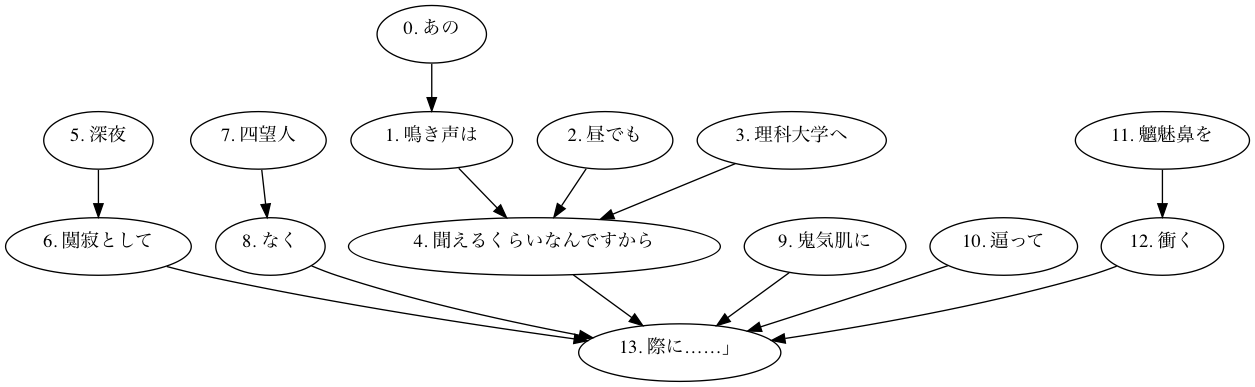 0. あの
5. 深夜
7. 四望人
1. 鳴き声は
2. 昼でも
3. 理科大学へ
11. 魑魅鼻を
6. 闃寂として
8. なく
4. 聞えるくらいなんですから
9. 鬼気肌に
10. 逼って
12. 衝く
13. 際に……」